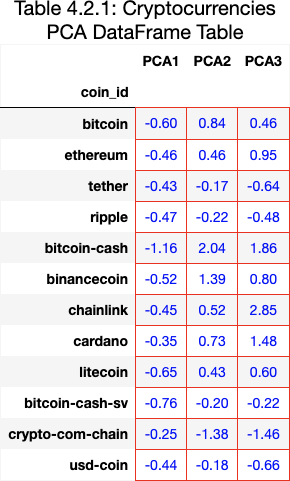 Table 4.2.1: Cryptocurrencies
PCA DataFrame Table
PCA1 PCA2 PCA3
coin_id
bitcoin -0.60 0.84 0.46
ethereum -0.46 0.46 0.95
tether -0.43 -0.17 -0.64
ripple -0.47 -0.22 -0.48
bitcoin-cash -1.16 2.04 1.86
binancecoin -0.52 1.39 0.80
chainlink -0.45 0.52 2.85
cardano -0.35 0.73 1.48
litecoin -0.65 0.43 0.60
bitcoin-cash-sv -0.76 -0.20 -0.22
crypto-com-chain -0.25 -1.38 -1.46
usd-coin -0.44 -0.18 -0.66